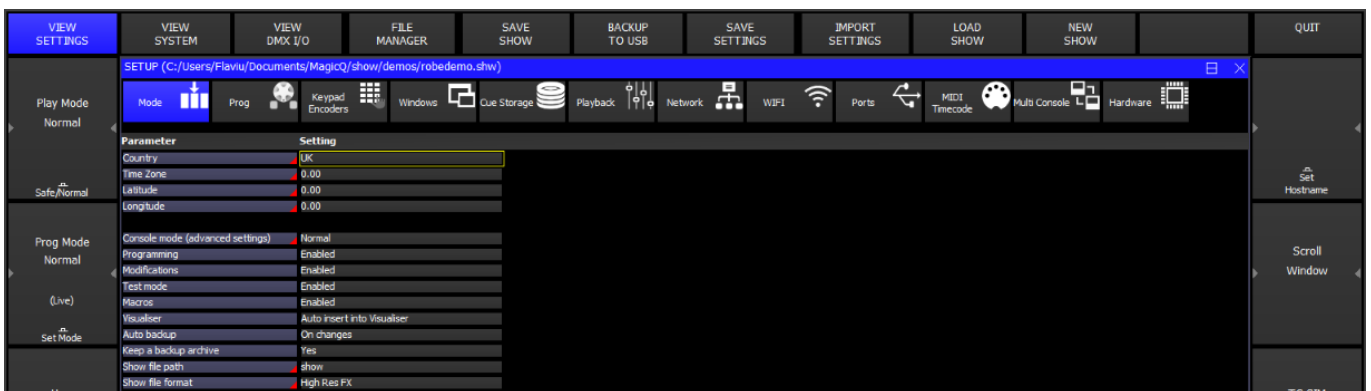 VIEW
SETTINGS
VIEW
SYSTEM
VIEW
DMX I/O
FILE
MANAGER
SAVE
SHOW
BACKUP
TO USB
SAVE
SETTINGS
IMPORT
SETTINGS
LOAD
SHOW
NEW
SHOW
QUIT
SETUP (C:/Users/Flaviu/Documents/MagicQ/show/demos/robedemo.shw)
Mode
Prog
Keypad
Encoders
Windows
Cue Storage
Playback
Network
WIFI
Ports
MIDI
Timecode
Multi Console
Hardware
Play Mode
Normal
Safe/Normal
Prog Mode
Normal
(Live)
Set Mode
Parameter Setting
Country UK
Time Zone 0.00
Latitude 0.00
Longitude 0.00
Console mode (advanced settings) Normal
Programming Enabled
Modifications Enabled
Test mode Enabled
Macros Enabled
Visualiser Auto insert into Visualiser
Auto backup On changes
Keep a backup archive Yes
Show file path show
Show file format High Res FX
Set
Hostname
Scroll
Window